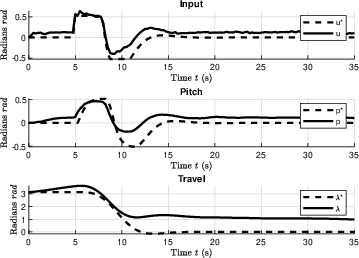 Input
Radians rad
0.5
0
-0.5
u*
u
0 5 10 15 20 25 30 35
Time t (s)
Pitch
Radians rad
0.5
0
-0.5
p*
p
0 5 10 15 20 25 30 35
Time t (s)
Travel
Radians rad
3
2
1
0
λ*
λ
0 5 10 15 20 25 30 35
Time t (s)